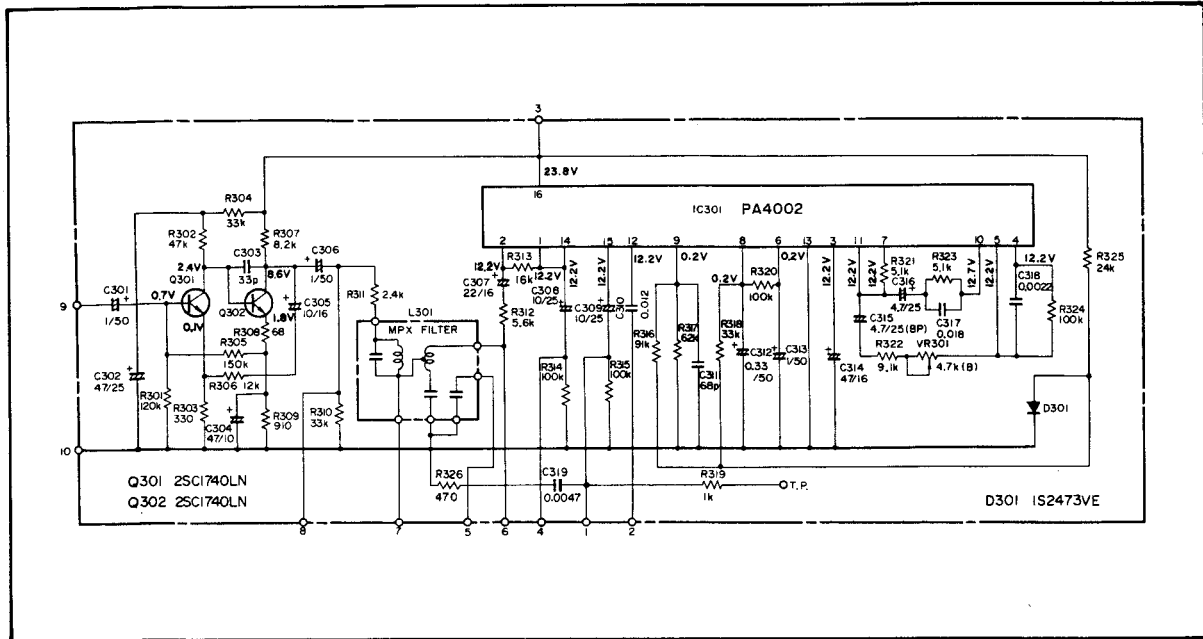 3
23.8V
16
IC301 PA4002
2 1 14 15 12 9 8 6 13 3 11 7 10 5 4
R304
33k
R302
47k
C303
33p
R307
8.2k
C306
1/50
2.4V
Q301
8.6V
0.7V
9
C301
1/50
0.1V
Q302
1.8V
C305
10/16
R308
68
R305
150k
R306 12k
C302
47/25
R301
120k
R303
330
C304
47/10
R309
910
R310
33k
R311
2.4k
L301
MPX FILTER
12.2V
R313
16k
12.2V
12.2V
C307
22/16
R312
5.6k
C308
10/25
12.2V
C309
10/25
C310
0.012
12.2V
R314
100k
R315
100k
0.2V
R316
91k
R317
62k
C311
68p
0.2V
R318
33k
R320
100k
0.2V
C312
0.33
/50
C313
1/50
12.2V
C314
47/16
12.2V
12.2V
R321
5.1k
C316
4.7/25
R323
5.1k
C317
0.018
12.7V
12.2V
12.2V
C318
0.0022
R324
100k
R325
24k
C315
4.7/25(BP)
R322
9.1k
VR301
4.7k(B)
D301
10
Q301 2SC1740LN
Q302 2SC1740LN
R326
470
C319
0.0047
R319
1k
T.P.
D301 1S2473VE
8 7 5 6 4 1 2